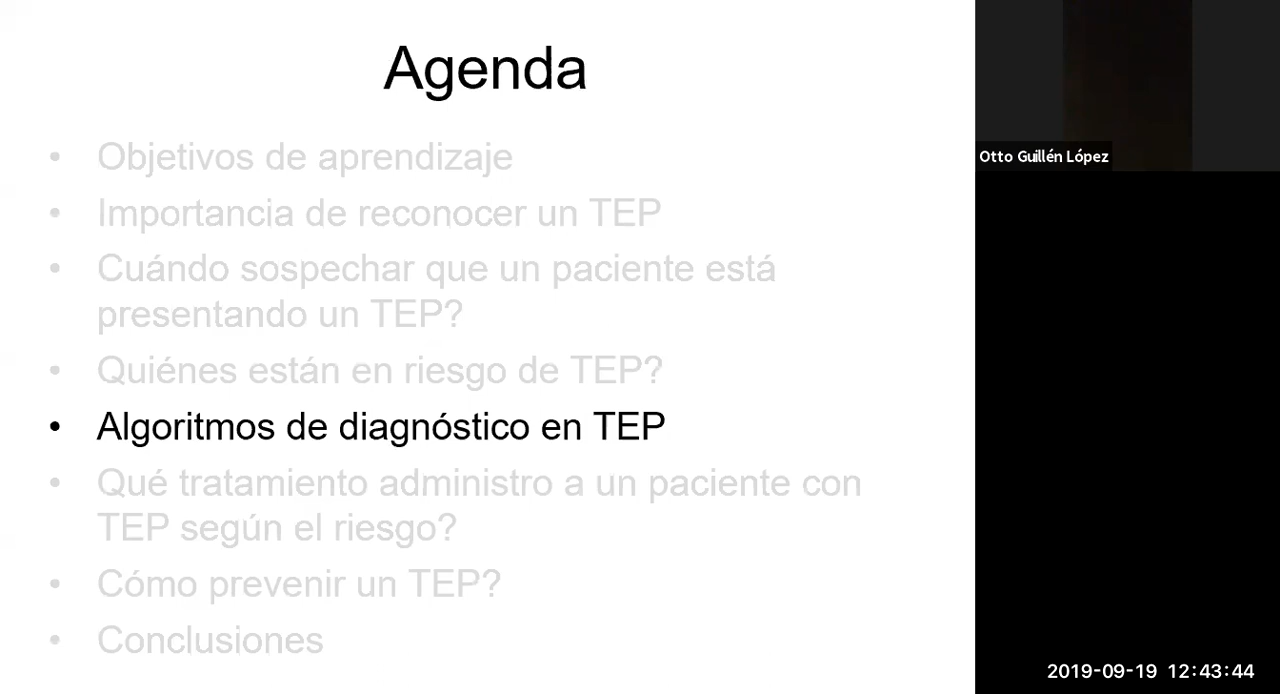 Agenda
• Objetivos de aprendizaje
• Importancia de reconocer un TEP
• Cuándo sospechar que un paciente está
presentando un TEP?
• Quiénes están en riesgo de TEP?
• Algoritmos de diagnóstico en TEP
• Qué tratamiento administro a un paciente con
TEP según el riesgo?
• Cómo prevenir un TEP?
• Conclusiones
Otto Guillén López
2019-09-19 12:43:44